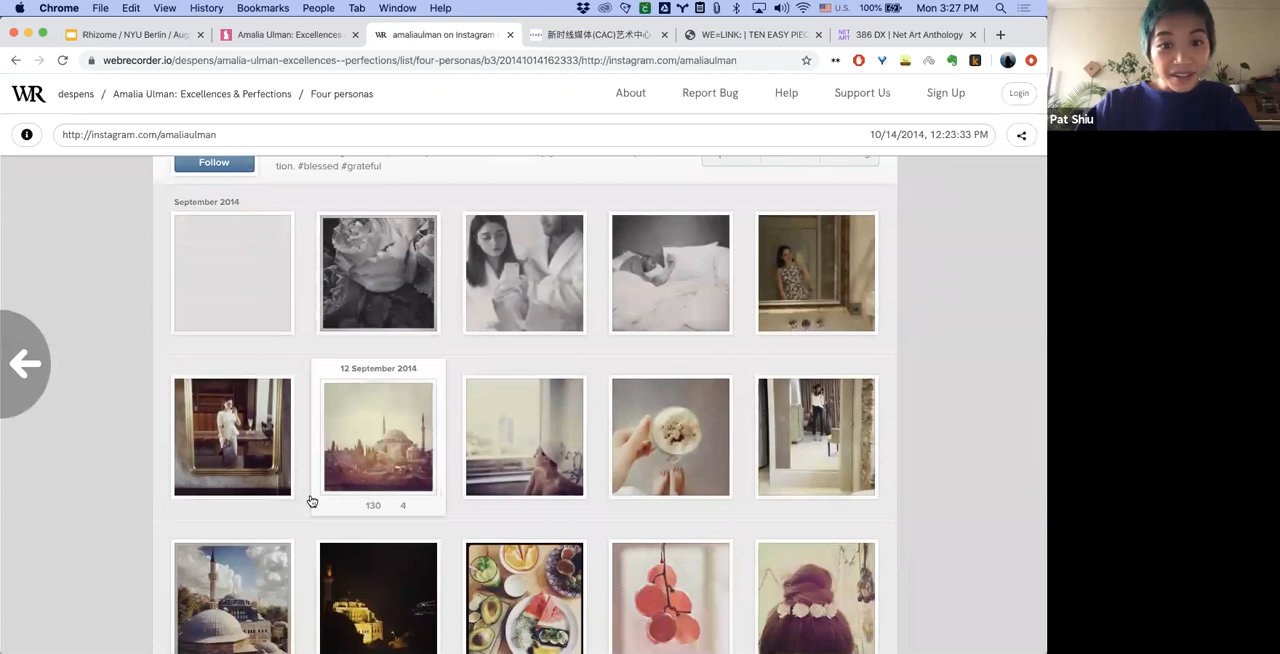 Chrome File Edit View History Bookmarks People Tab Window Help U.S. 100% Mon 3:27 PM
Rhizome / NYU Berlin / Aug Amalia Ulman: Excellences amaliaulman on Instagram 新时线媒体(CAC)艺术中心 WE=LINK: | TEN EASY PIEC NET ART 386 DX | Net Art Anthology
webrecorder.io/despens/amalia-ulman-excellences--perfections/list/four-personas/b3/20141014162333/http://instagram.com/amaliaulman
WR despens / Amalia Ulman: Excellences & Perfections / Four personas About Report Bug Help Support Us Sign Up Login
http://instagram.com/amaliaulman 10/14/2014, 12:23:33 PM
Follow
tion. #blessed #grateful
September 2014
12 September 2014
130 4
Pat Shiu